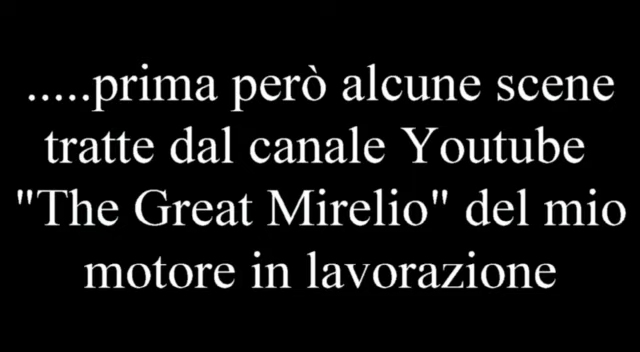 .....prima però alcune scene
tratte dal canale Youtube
"The Great Mirelio" del mio
motore in lavorazione